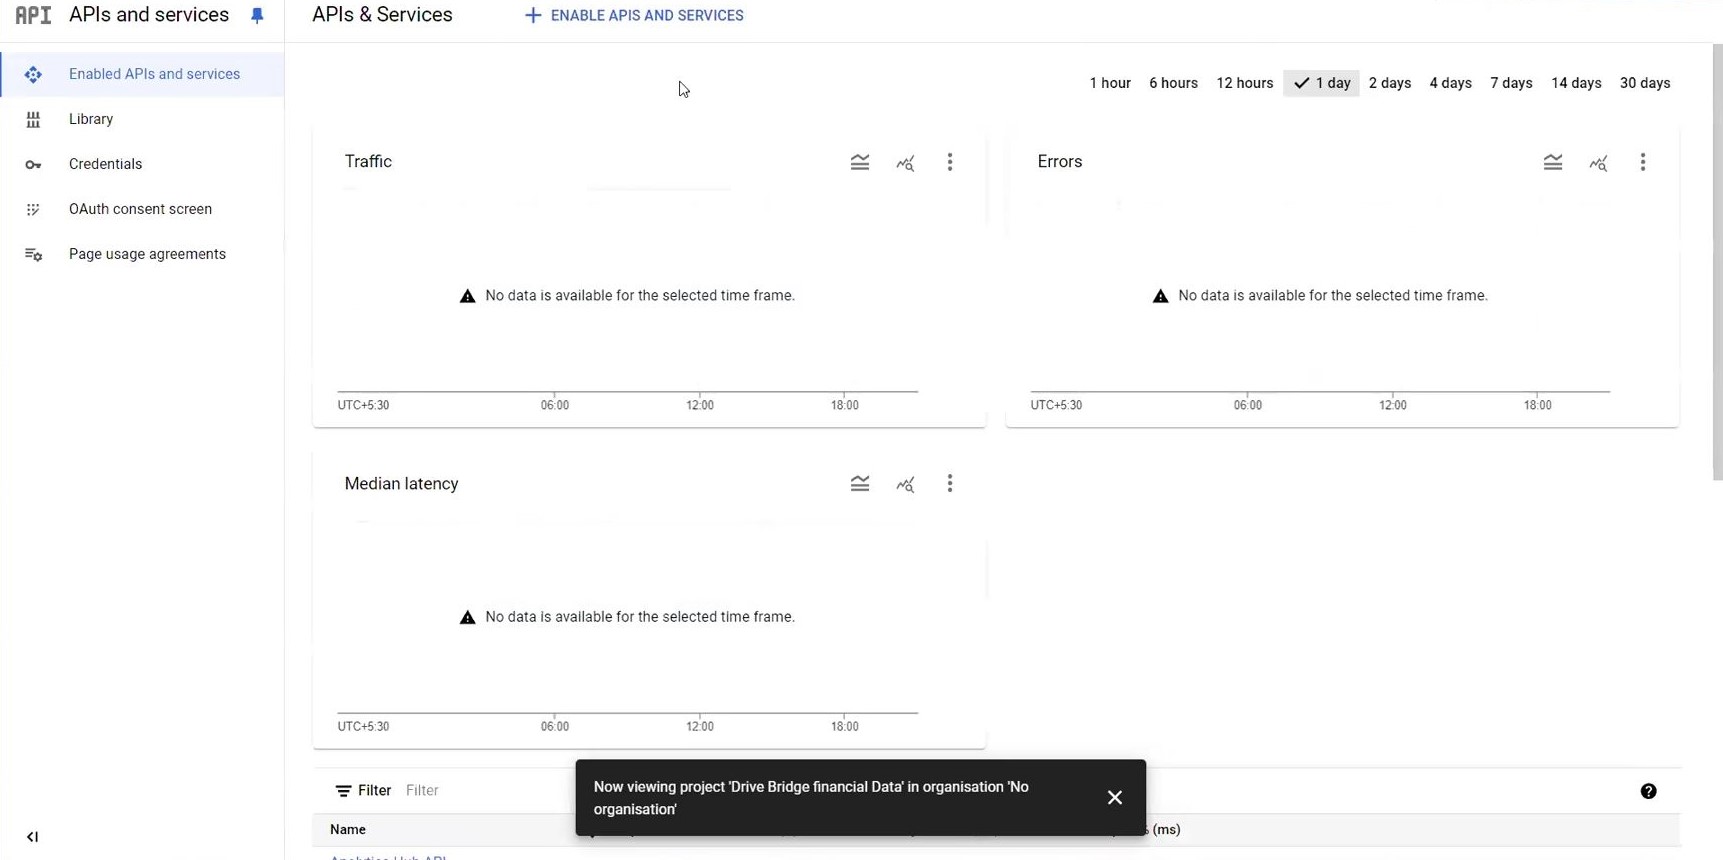 API APIs and services
APIs & Services
ENABLE APIS AND SERVICES
Enabled APIs and services
Library
Credentials
OAuth consent screen
Page usage agreements
1 hour 6 hours 12 hours 1 day 2 days 4 days 7 days 14 days 30 days
Traffic
No data is available for the selected time frame.
UTC+5:30 06:00 12:00 18:00
Errors
No data is available for the selected time frame.
UTC+5:30 06:00 12:00 18:00
Median latency
No data is available for the selected time frame.
UTC+5:30 06:00 12:00 18:00
Filter Filter
Now viewing project 'Drive Bridge financial Data' in organisation 'No
organisation'
Name
(ms)